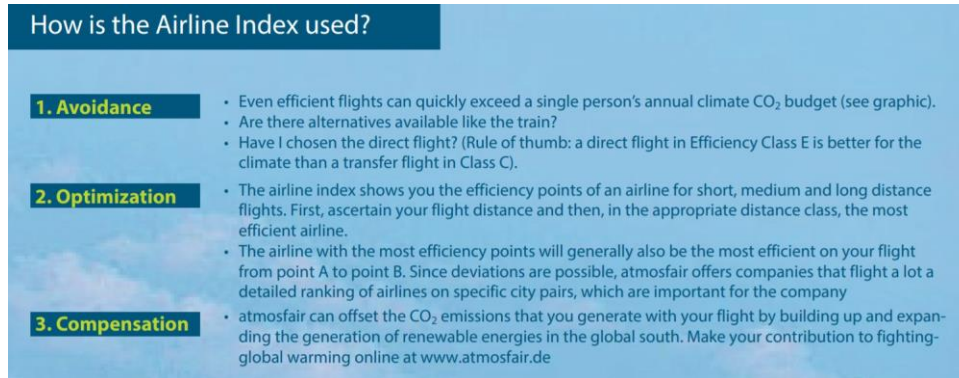 How is the Airline Index used?
1. Avoidance
• Even efficient flights can quickly exceed a single person's annual climate CO₂ budget (see graphic).
• Are there alternatives available like the train?
• Have I chosen the direct flight? (Rule of thumb: a direct flight in Efficiency Class E is better for the
climate than a transfer flight in Class C).
2. Optimization
• The airline index shows you the efficiency points of an airline for short, medium and long distance
flights. First, ascertain your flight distance and then, in the appropriate distance class, the most
efficient airline.
• The airline with the most efficiency points will generally also be the most efficient on your flight
from point A to point B. Since deviations are possible, atmosfair offers companies that flight a lot a
detailed ranking of airlines on specific city pairs, which are important for the company
3. Compensation
• atmosfair can offset the CO₂ emissions that you generate with your flight by building up and expan-
ding the generation of renewable energies in the global south. Make your contribution to fighting-
global warming online at www.atmosfair.de